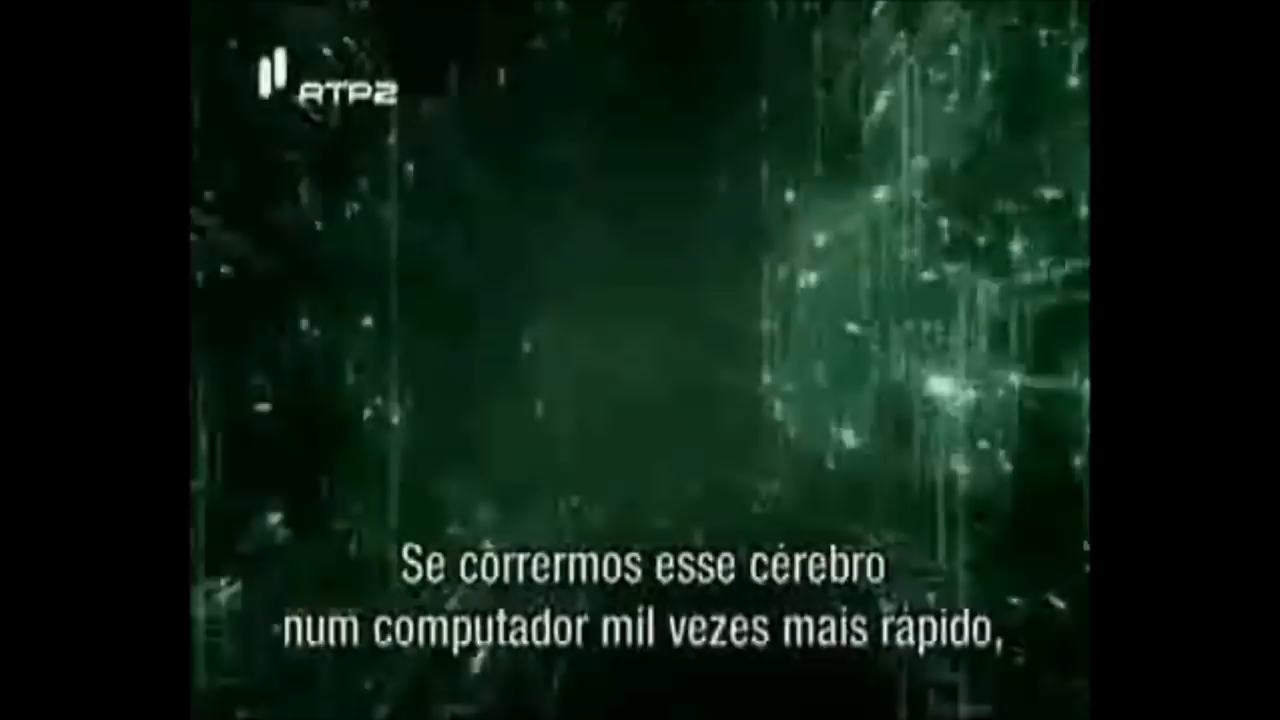 RTP2
Se corrermos esse cérebro
num computador mil vezes mais rápido,